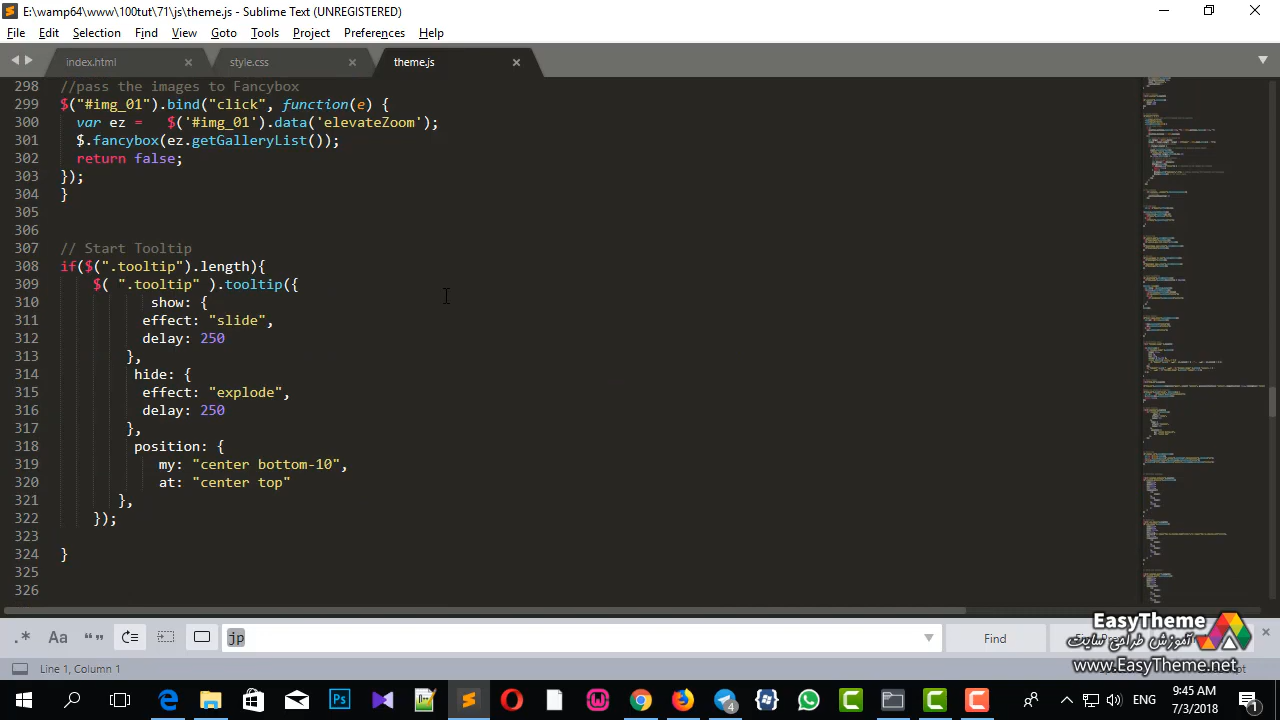 E:\wamp64\www\100tut\71\js\theme.js - Sublime Text (UNREGISTERED)
File Edit Selection Find View Goto Tools Project Preferences Help
index.html style.css theme.js
298 //pass the images to Fancybox
299 $("#img_01").bind("click", function(e) {
300 var ez = $('#img_01').data('elevateZoom');
301 $.fancybox(ez.getGalleryList());
302 return false;
303 });
304 }
305
306
307 // Start Tooltip
308 if($(".tooltip").length){
309 $( ".tooltip" ).tooltip({
310 show: {
311 effect: "slide",
312 delay: 250
313 },
314 hide: {
315 effect: "explode",
316 delay: 250
317 },
318 position: {
319 my: "center bottom-10",
320 at: "center top"
321 },
322 });
323
324 }
325
326
.* Aa “ ” jp Find
EasyTheme
آموزش طراحی سایت
www.EasyTheme.net
Line 1, Column 1
4 ENG 9:45 AM
7/3/2018 1